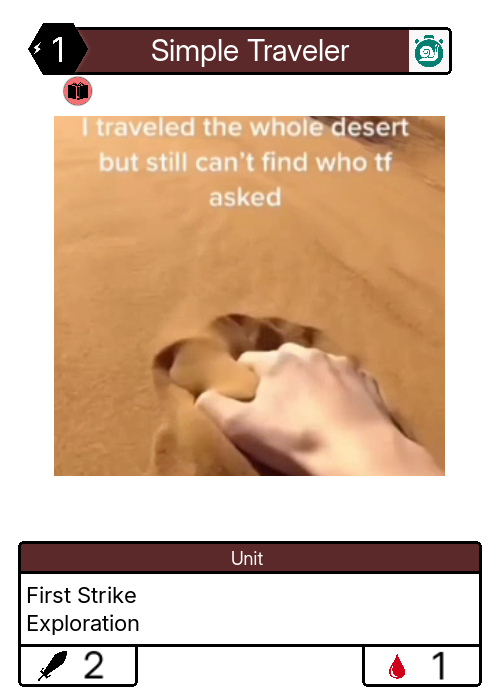 1
Simple Traveler
I traveled the whole desert
but still can’t find who tf
asked
Unit
First Strike
Exploration
2
1